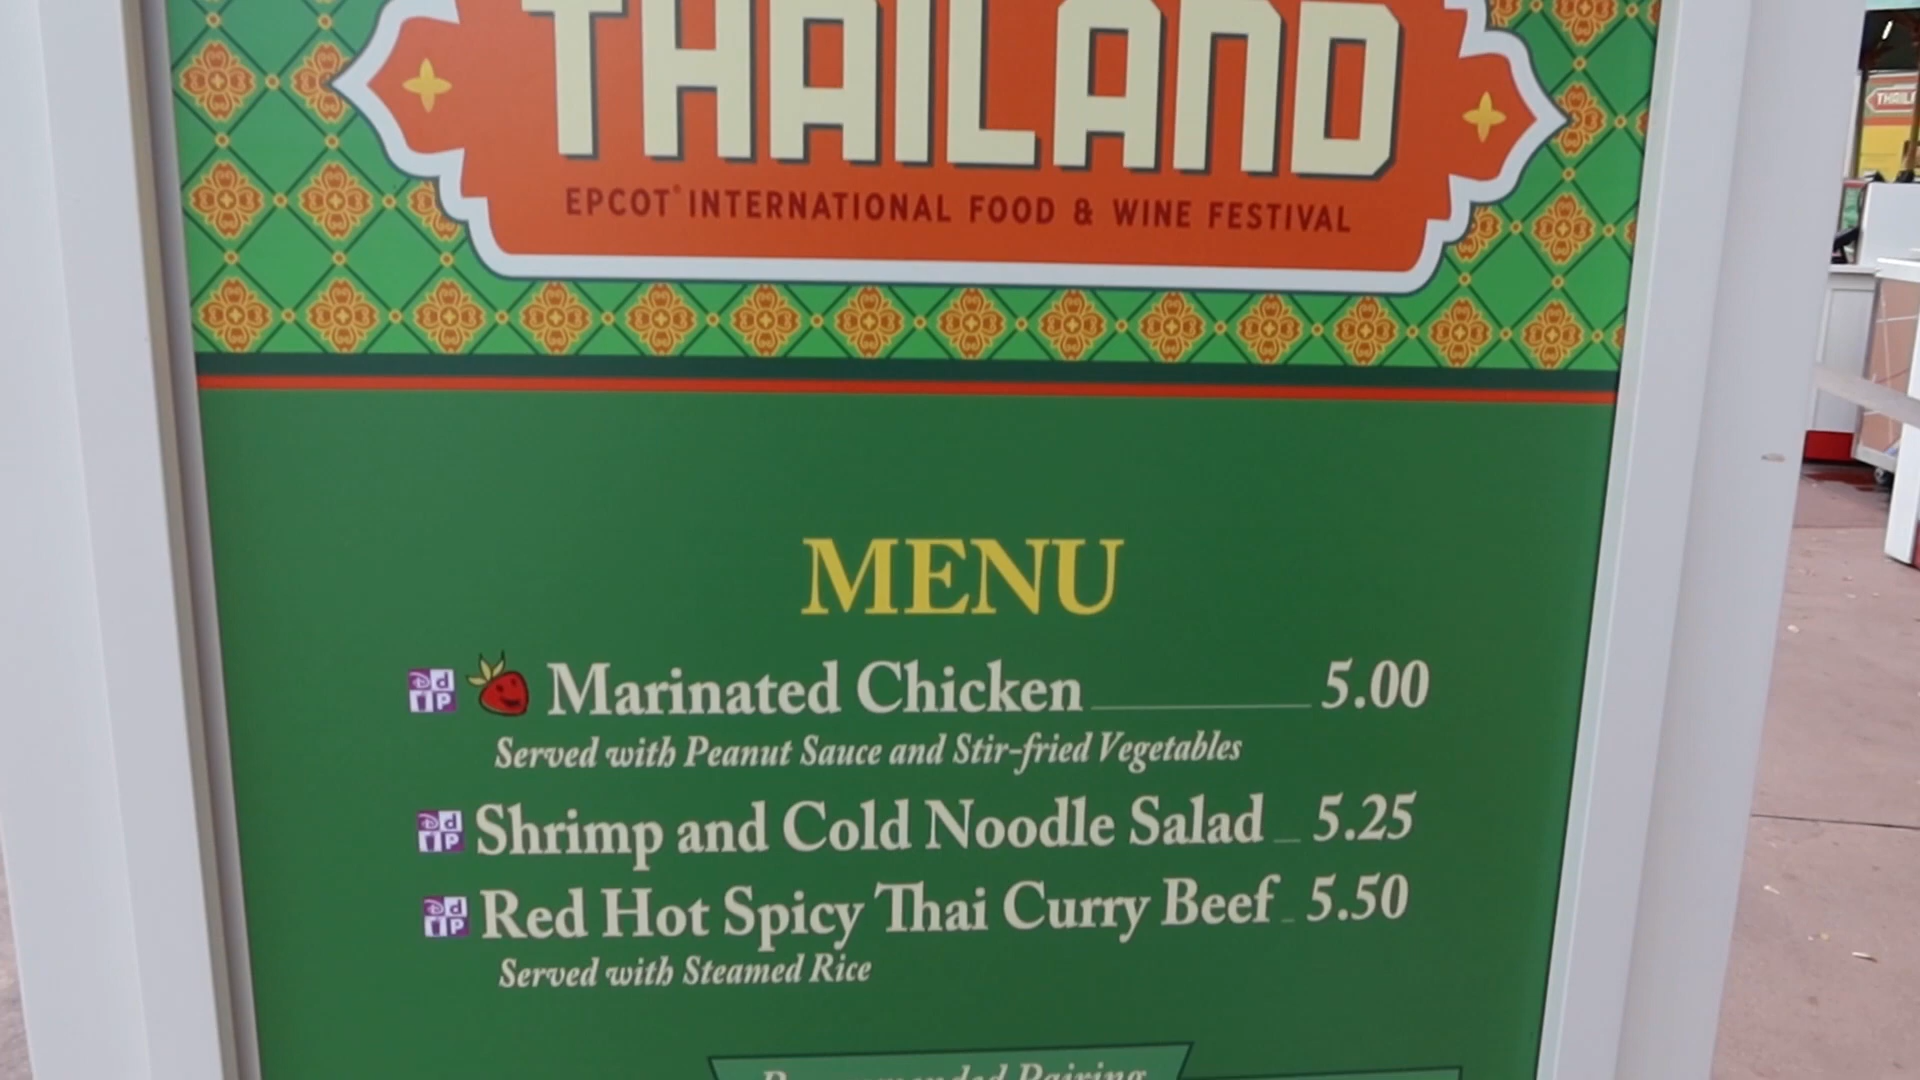 THAILAND
EPCOT® INTERNATIONAL FOOD & WINE FESTIVAL
MENU
Marinated Chicken 5.00
Served with Peanut Sauce and Stir-fried Vegetables
Shrimp and Cold Noodle Salad 5.25
Red Hot Spicy Thai Curry Beef 5.50
Served with Steamed Rice
Recommended Pairing